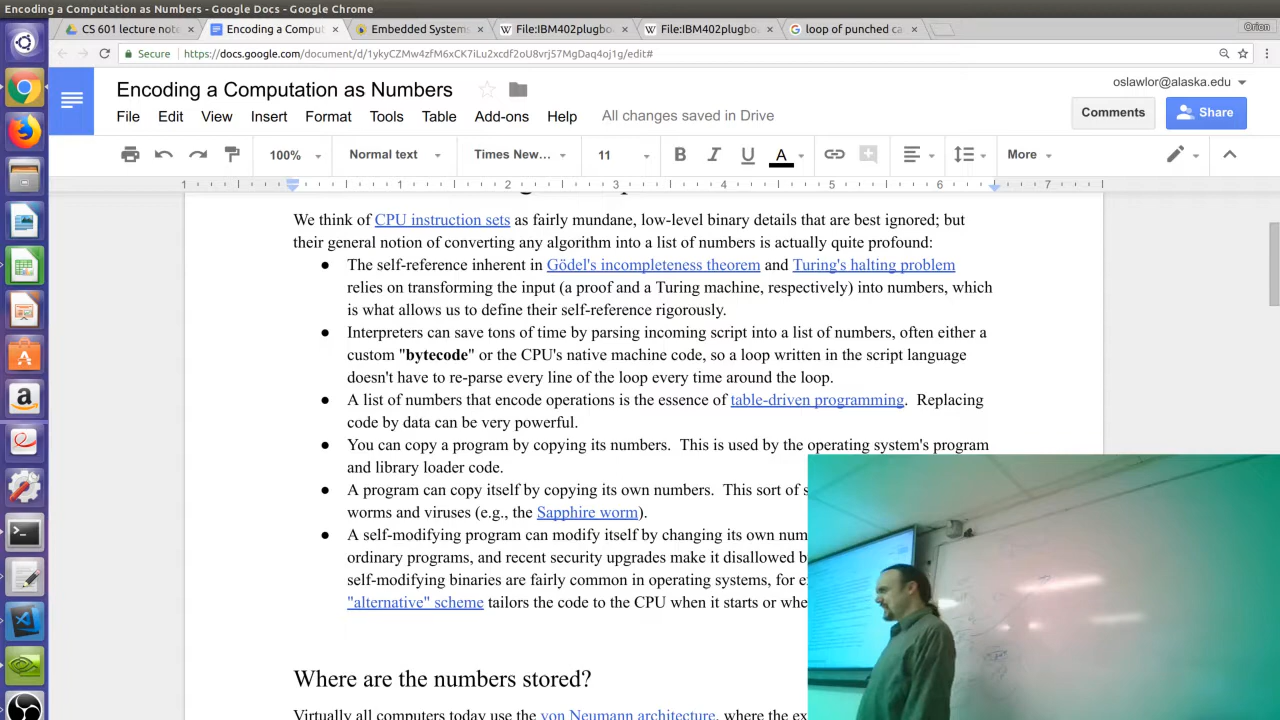 Encoding a Computation as Numbers - Google Docs - Google Chrome
CS 601 lecture note
Encoding a Compu
Embedded Systems
File:IBM402plugbo
File:IBM402plugbo
loop of punched ca
Orion
Secure
https://docs.google.com/document/d/1ykyCZMw4zfM6xCK7iLu2xcdf2oU8vrj57MgDaq4oj1g/edit#
Encoding a Computation as Numbers
oslawlor@alaska.edu
File Edit View Insert Format Tools Table Add-ons Help All changes saved in Drive
Comments
Share
100% Normal text Times New... 11 B I U A More
1 1 2 3 4 5 6 7
We think of CPU instruction sets as fairly mundane, low-level binary details that are best ignored; but
their general notion of converting any algorithm into a list of numbers is actually quite profound:
● The self-reference inherent in Gödel's incompleteness theorem and Turing's halting problem
relies on transforming the input (a proof and a Turing machine, respectively) into numbers, which
is what allows us to define their self-reference rigorously.
● Interpreters can save tons of time by parsing incoming script into a list of numbers, often either a
custom "bytecode" or the CPU's native machine code, so a loop written in the script language
doesn't have to re-parse every line of the loop every time around the loop.
● A list of numbers that encode operations is the essence of table-driven programming. Replacing
code by data can be very powerful.
● You can copy a program by copying its numbers. This is used by the operating system's program
and library loader code.
● A program can copy itself by copying its own numbers. This sort of s
worms and viruses (e.g., the Sapphire worm).
● A self-modifying program can modify itself by changing its own num
ordinary programs, and recent security upgrades make it disallowed b
self-modifying binaries are fairly common in operating systems, for e
"alternative" scheme tailors the code to the CPU when it starts or whe
Where are the numbers stored?
Virtually all computers today use the von Neumann architecture, where the ex